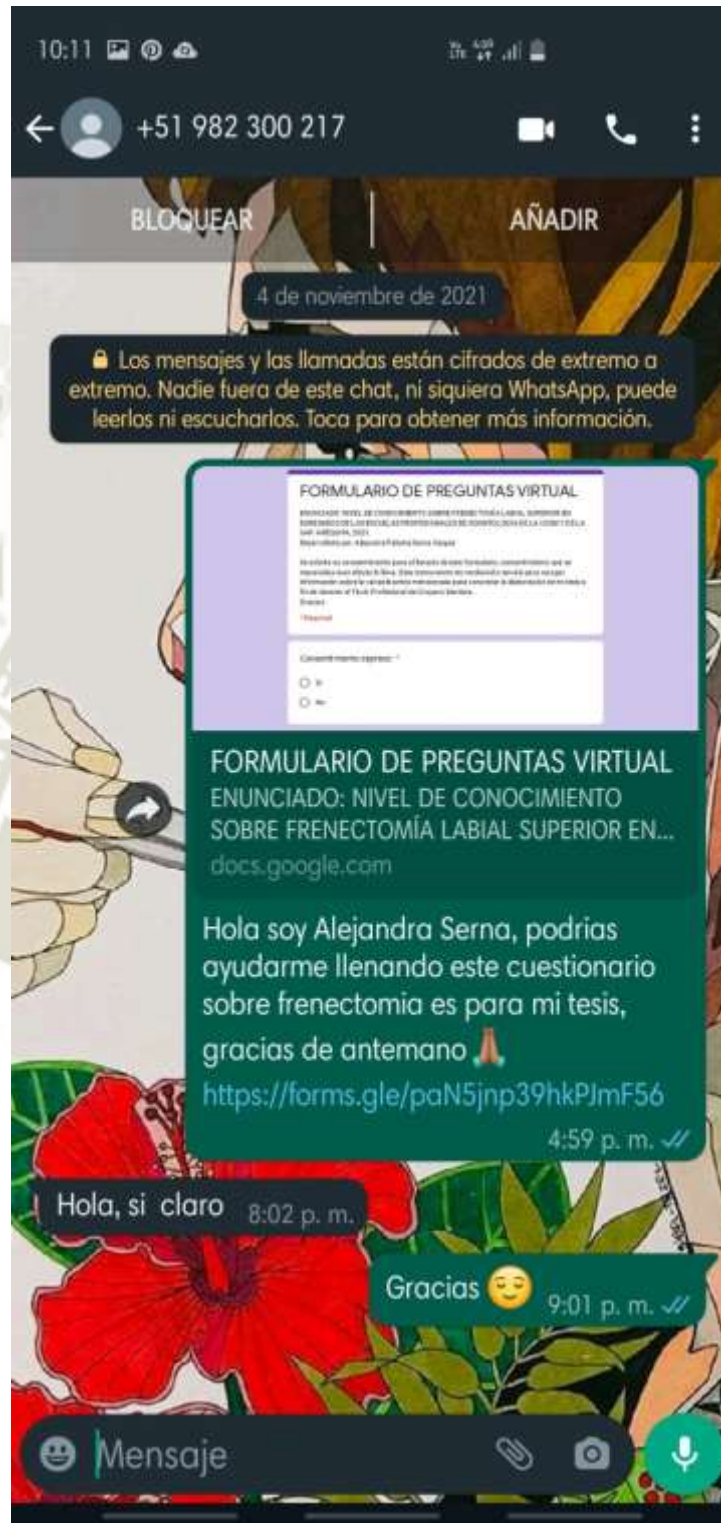 10:11
+51 982 300 217
BLOQUEAR
AÑADIR
4 de noviembre de 2021
Los mensajes y las llamadas están cifrados de extremo a
extremo. Nadie fuera de este chat, ni siquiera WhatsApp, puede
leerlos ni escucharlos. Toca para obtener más información.
FORMULARIO DE PREGUNTAS VIRTUAL
FORMULARIO DE PREGUNTAS VIRTUAL
ENUNCIADO: NIVEL DE CONOCIMIENTO
SOBRE FRENECTOMÍA LABIAL SUPERIOR EN...
docs.google.com
Hola soy Alejandra Serna, podrias
ayudarme llenando este cuestionario
sobre frenectomia es para mi tesis,
gracias de antemano 🙏
https://forms.gle/paN5jnp39hkPJmF56
4:59 p. m.
Hola, si claro
8:02 p. m.
Gracias 😌
9:01 p. m.
Mensaje